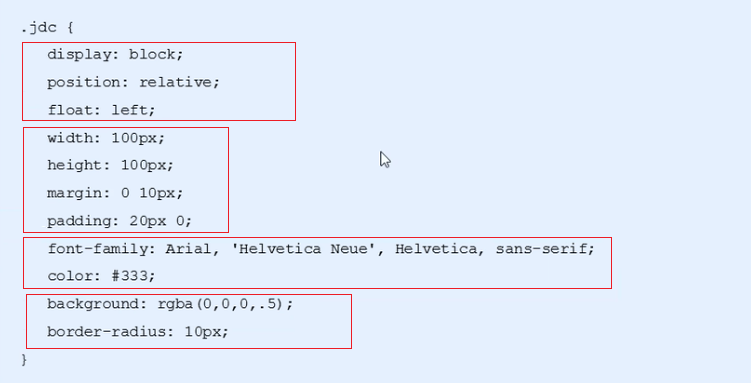 .jdc {
display: block;
position: relative;
float: left;
width: 100px;
height: 100px;
margin: 0 10px;
padding: 20px 0;
font-family: Arial, 'Helvetica Neue', Helvetica, sans-serif;
color: #333;
background: rgba(0,0,0,.5);
border-radius: 10px;
}